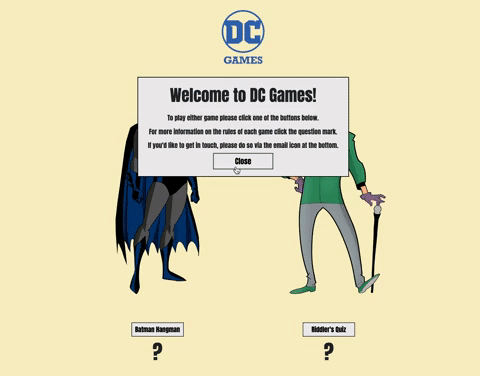 DC
GAMES
Welcome to DC Games!
To play either game please click one of the buttons below.
For more information on the rules of each game click the question mark.
If you'd like to get in touch, please do so via the email icon at the bottom.
Close
Batman Hangman
Riddler's Quiz
? ?